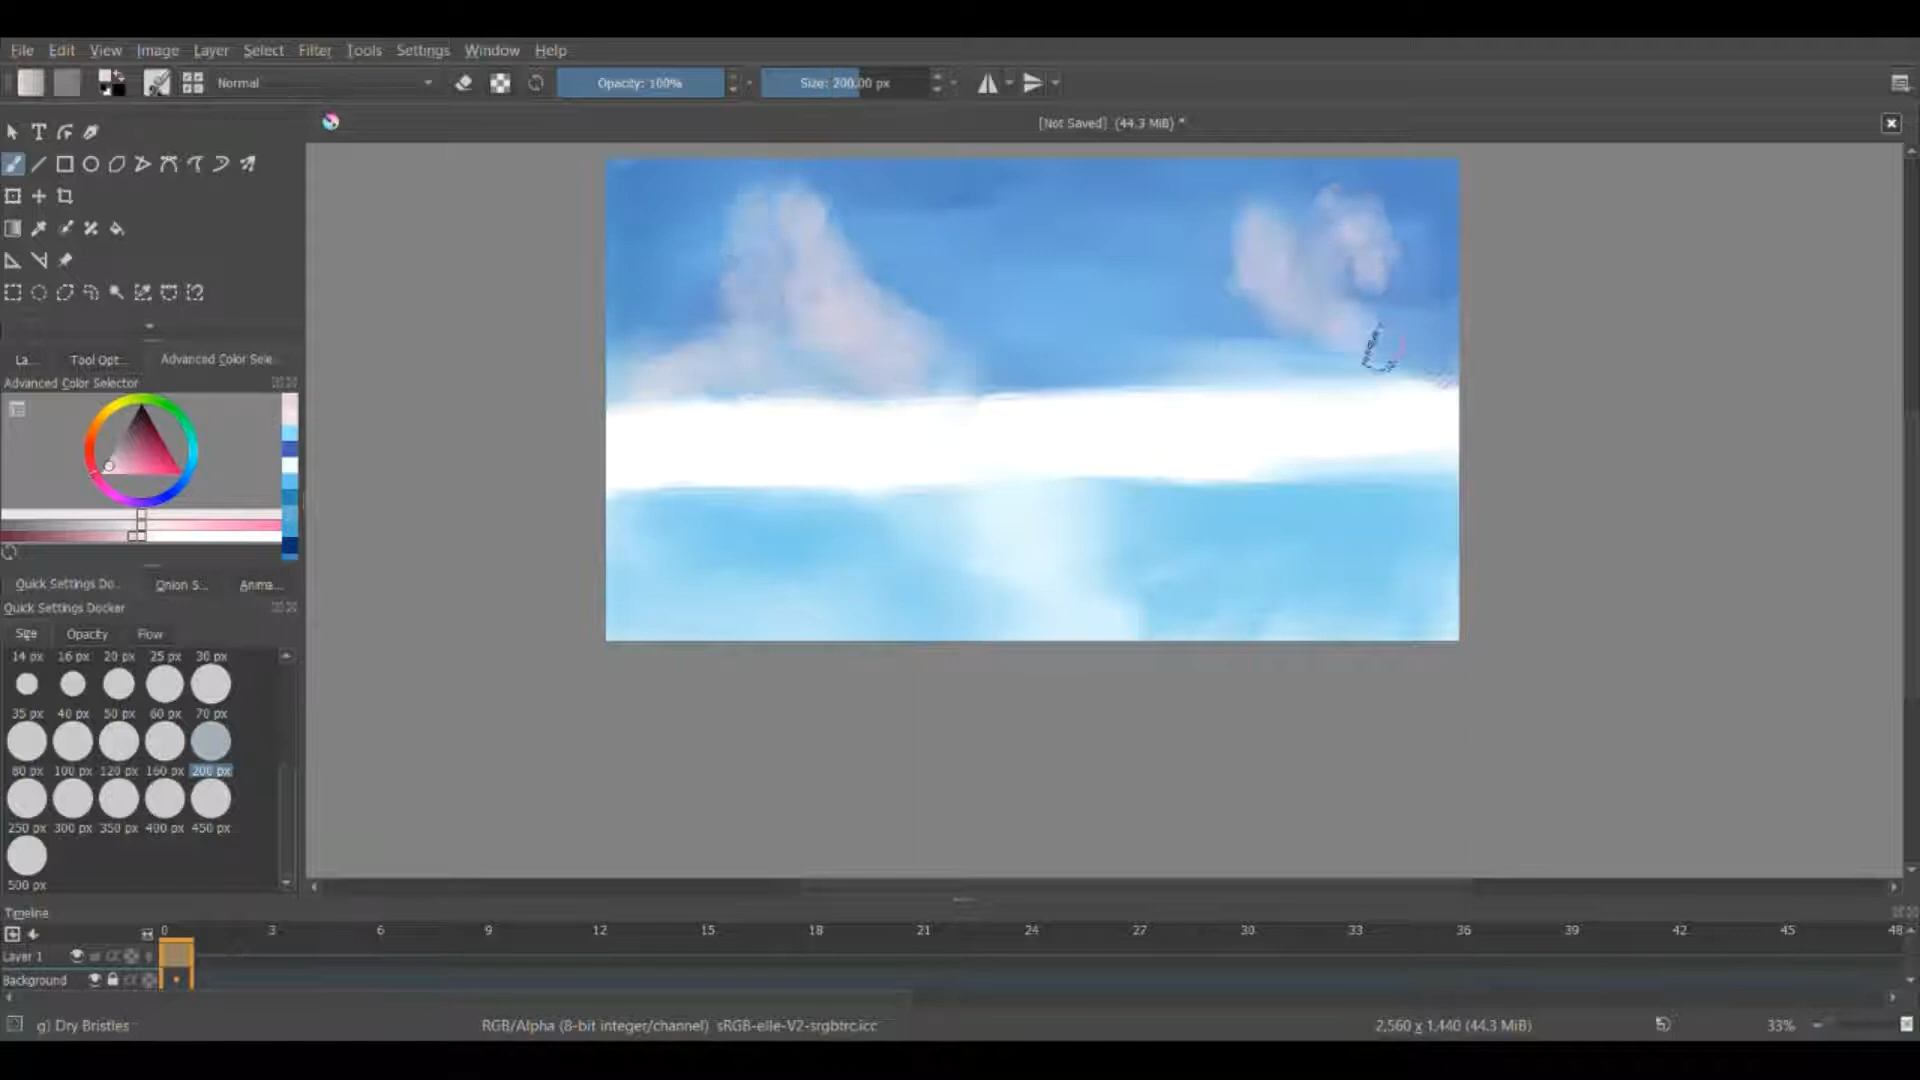 File Edit View Image Layer Select Filter Tools Settings Window Help
Normal Opacity: 100% Size: 200.00 px
[Not Saved] (44.3 MiB) *
La... Tool Opt... Advanced Color Sele...
Advanced Color Selector
Quick Settings Do... Onion S... Anima...
Quick Settings Docker
Size Opacity Flow
14 px 16 px 20 px 25 px 30 px
35 px 40 px 50 px 60 px 70 px
80 px 100 px 120 px 160 px 200 px
250 px 300 px 350 px 400 px 450 px
500 px
Timeline
0 3 6 9 12 15 18 21 24 27 30 33 36 39 42 45 48
Layer 1
Background
g) Dry Bristles RGB/Alpha (8-bit integer/channel) sRGB-elle-V2-srgbtrc.icc 2,560 x 1,440 (44.3 MiB) 33%